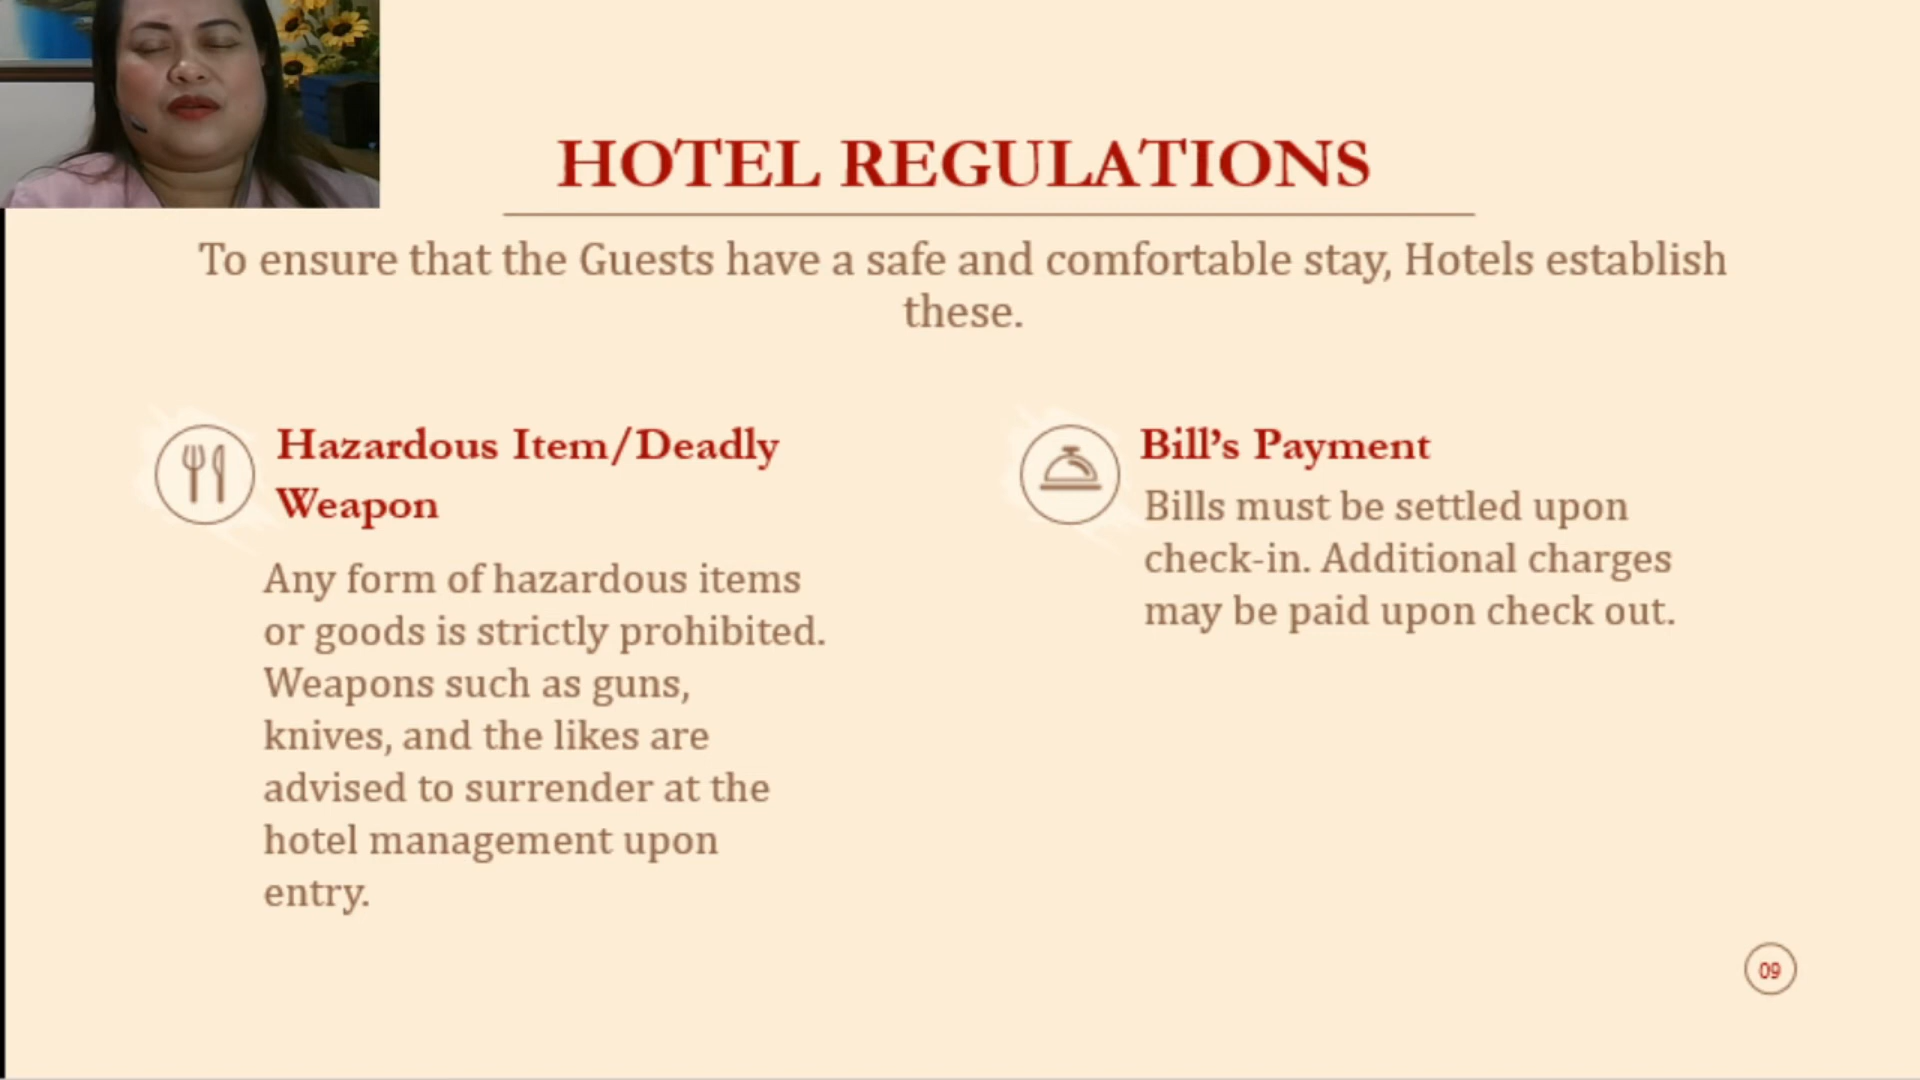 HOTEL REGULATIONS
To ensure that the Guests have a safe and comfortable stay, Hotels establish
these.
Hazardous Item/Deadly
Weapon
Any form of hazardous items
or goods is strictly prohibited.
Weapons such as guns,
knives, and the likes are
advised to surrender at the
hotel management upon
entry.
Bill’s Payment
Bills must be settled upon
check-in. Additional charges
may be paid upon check out.
09